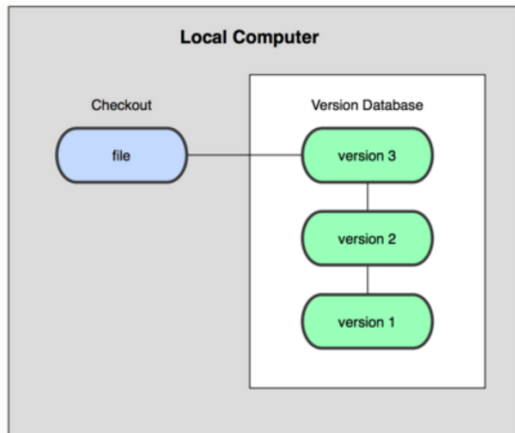 Local Computer
Checkout
Version Database
file
version 3
version 2
version 1